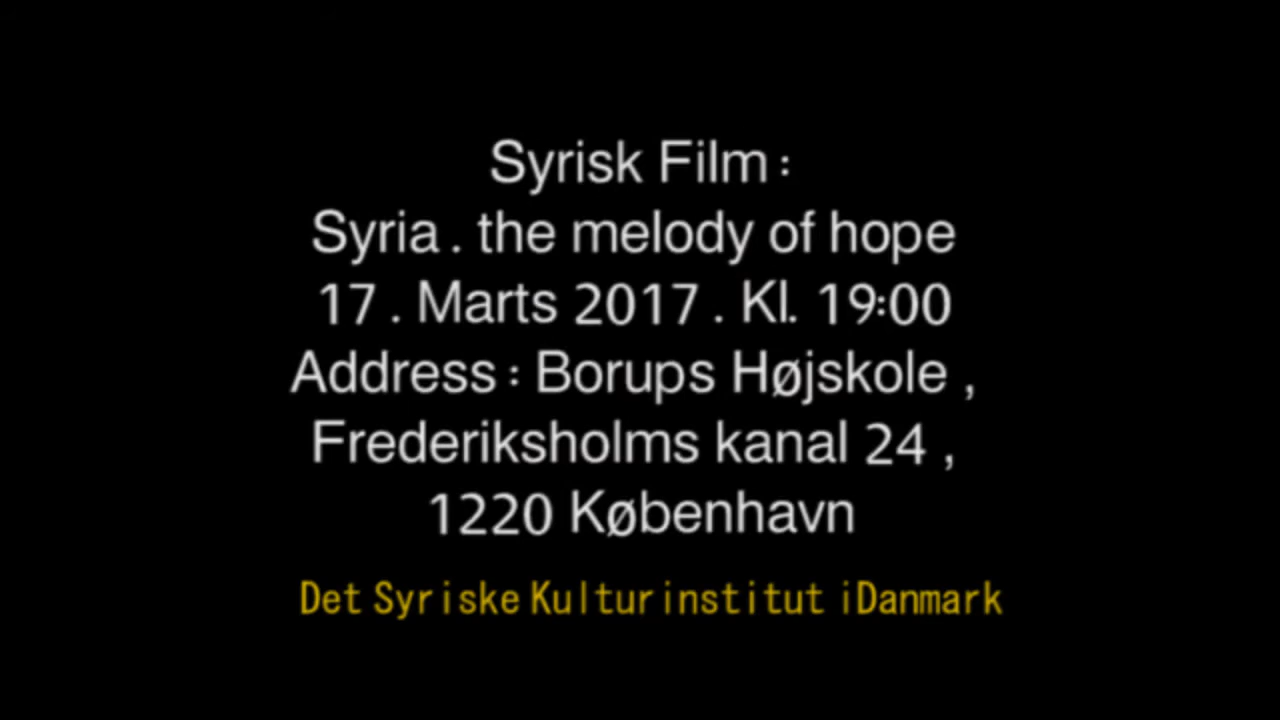 Syrisk Film :
Syria . the melody of hope
17 . Marts 2017 . Kl. 19:00
Address : Borups Højskole ,
Frederiksholms kanal 24 ,
1220 København
Det Syriske Kulturinstitut iDanmark